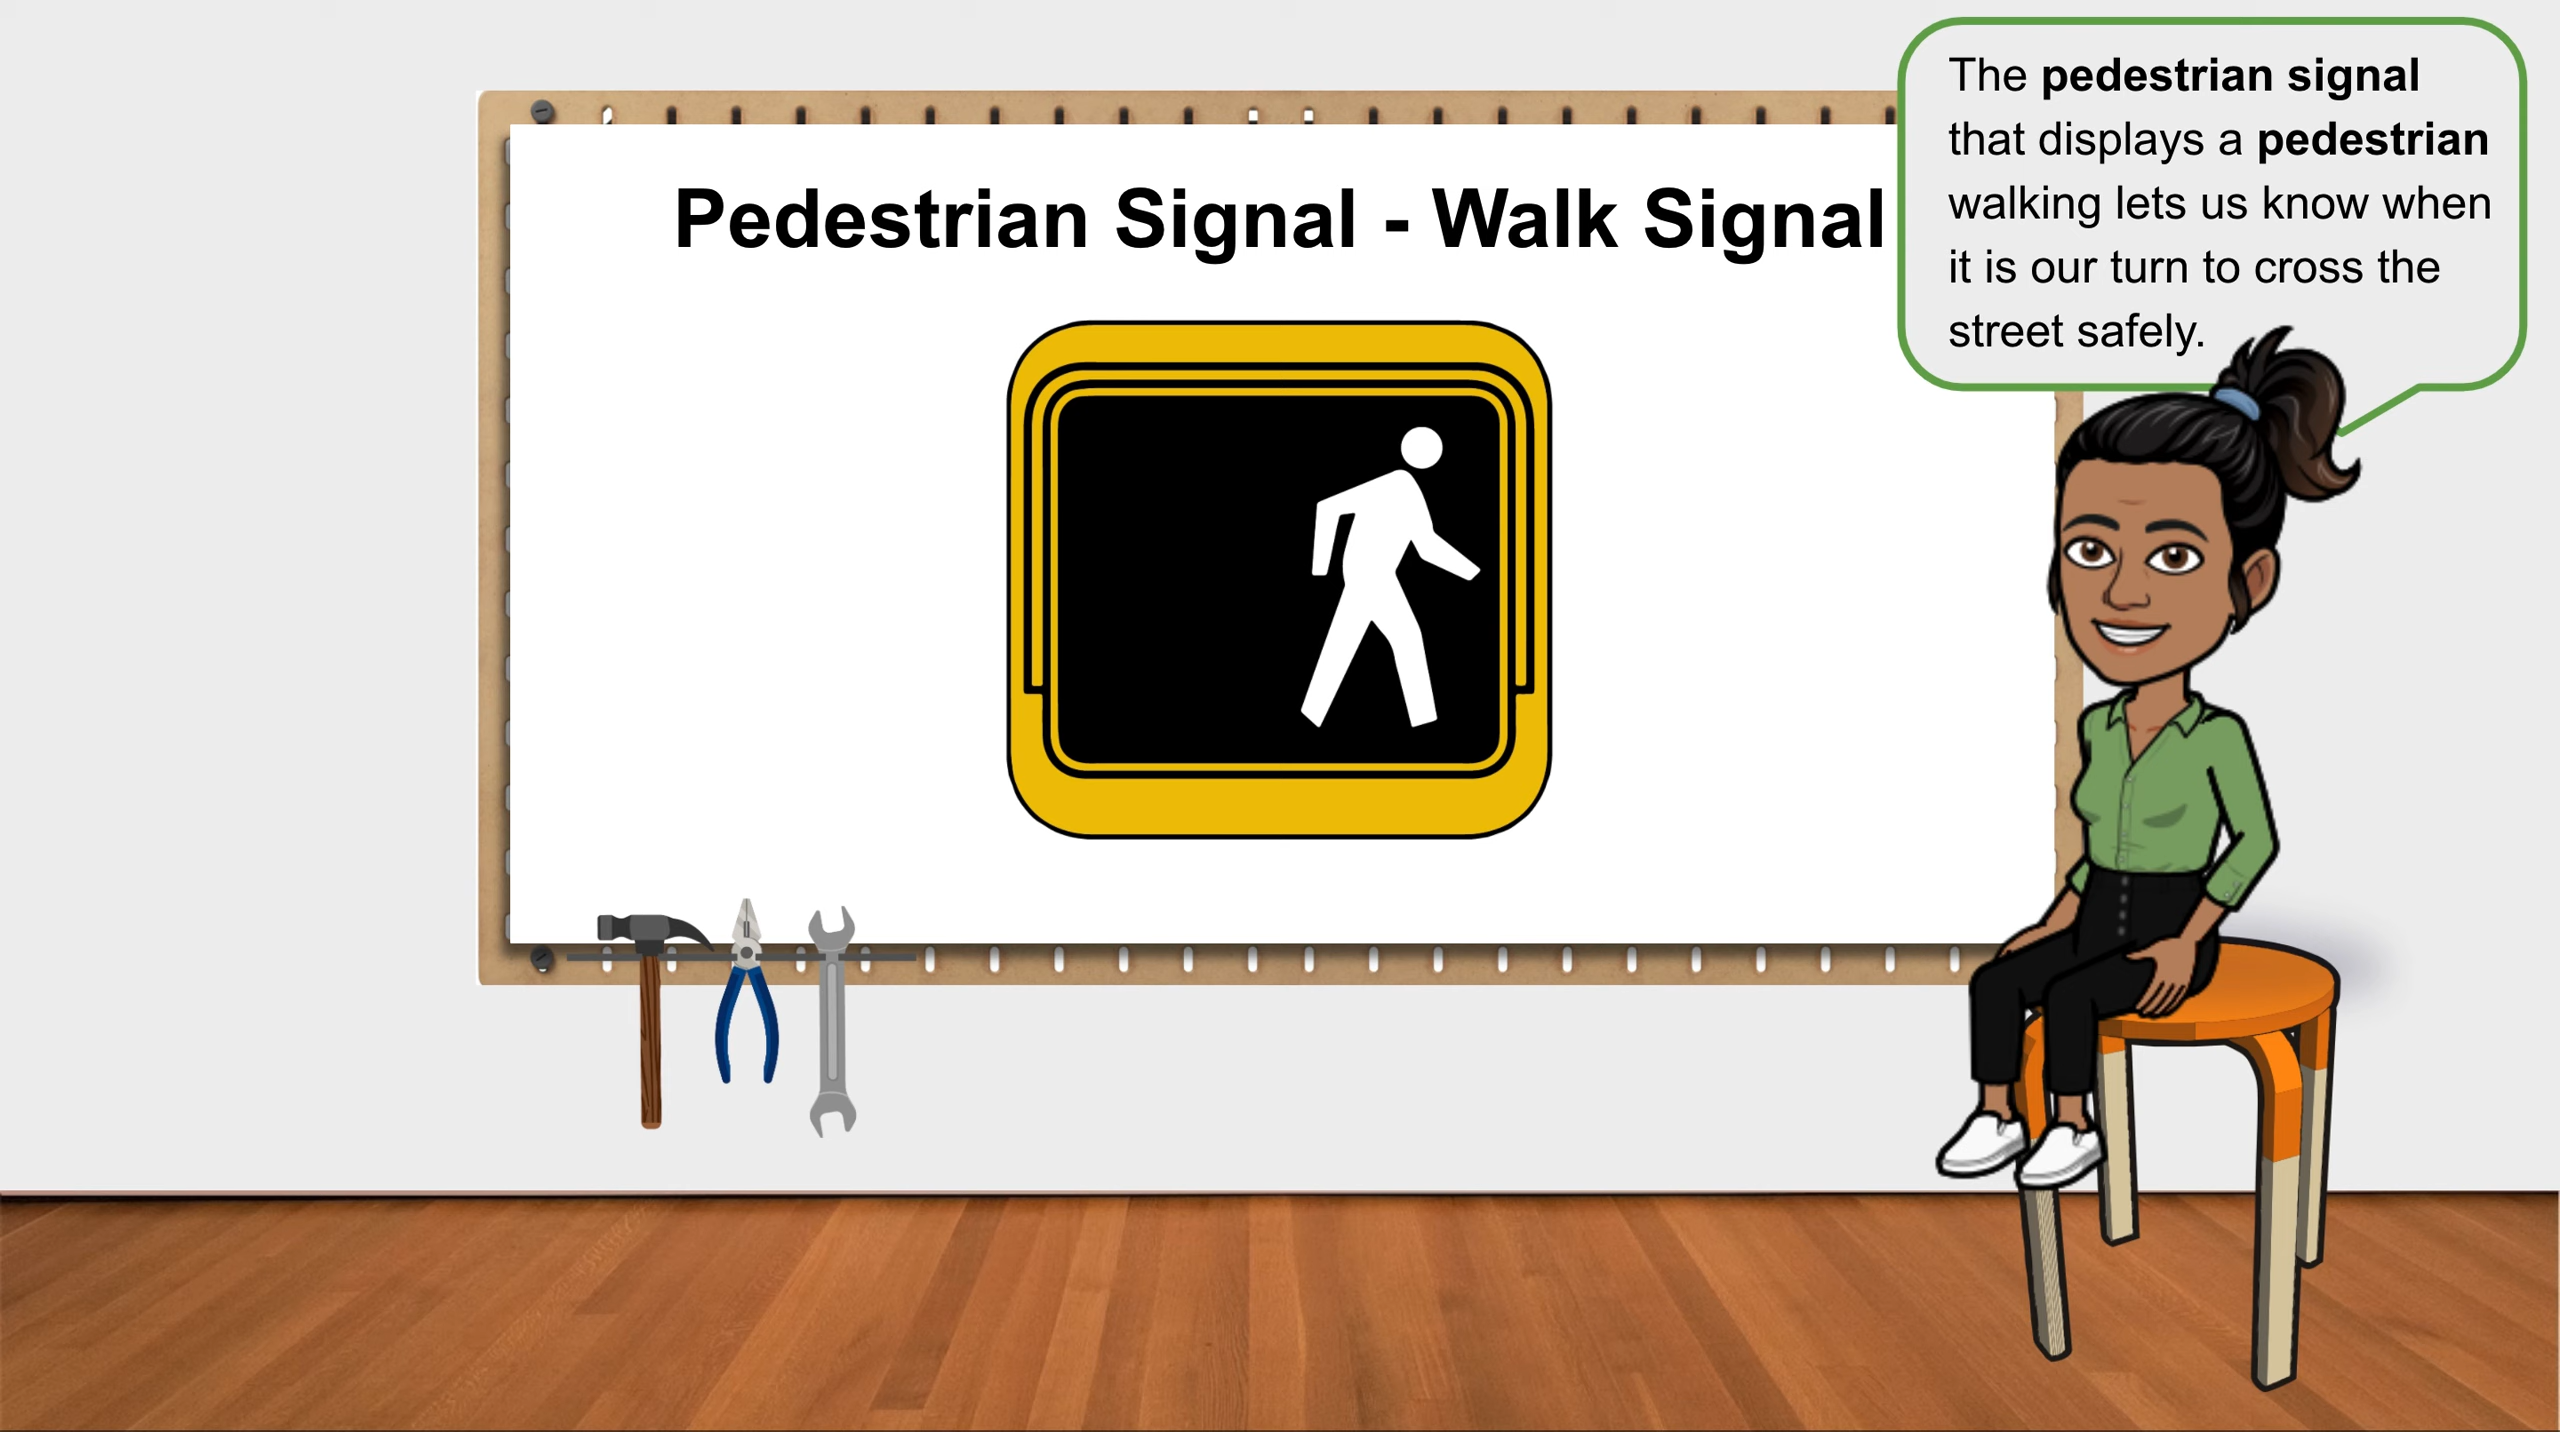 Pedestrian Signal - Walk Signal
The pedestrian signal
that displays a pedestrian
walking lets us know when
it is our turn to cross the
street safely.